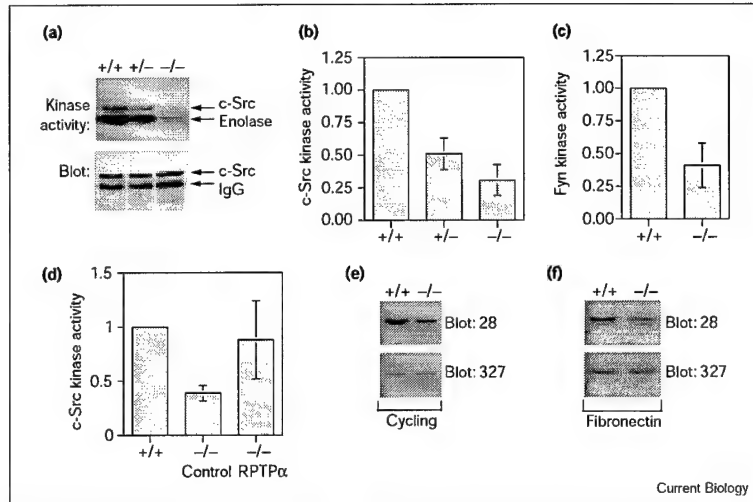 (a)
+/+ +/– –/–
Kinase activity:
c-Src
Enolase
Blot:
c-Src
IgG
(b)
c-Src kinase activity
1.25
1.00
0.75
0.50
0.25
0.00
+/+ +/– –/–
(c)
Fyn kinase activity
1.25
1.00
0.75
0.50
0.25
0.00
+/+ –/–
(d)
c-Src kinase activity
1.5
1
0.5
0
+/+ –/– –/–
Control RPTPα
(e)
+/+ –/–
Blot: 28
Blot: 327
Cycling
(f)
+/+ –/–
Blot: 28
Blot: 327
Fibronectin
Current Biology